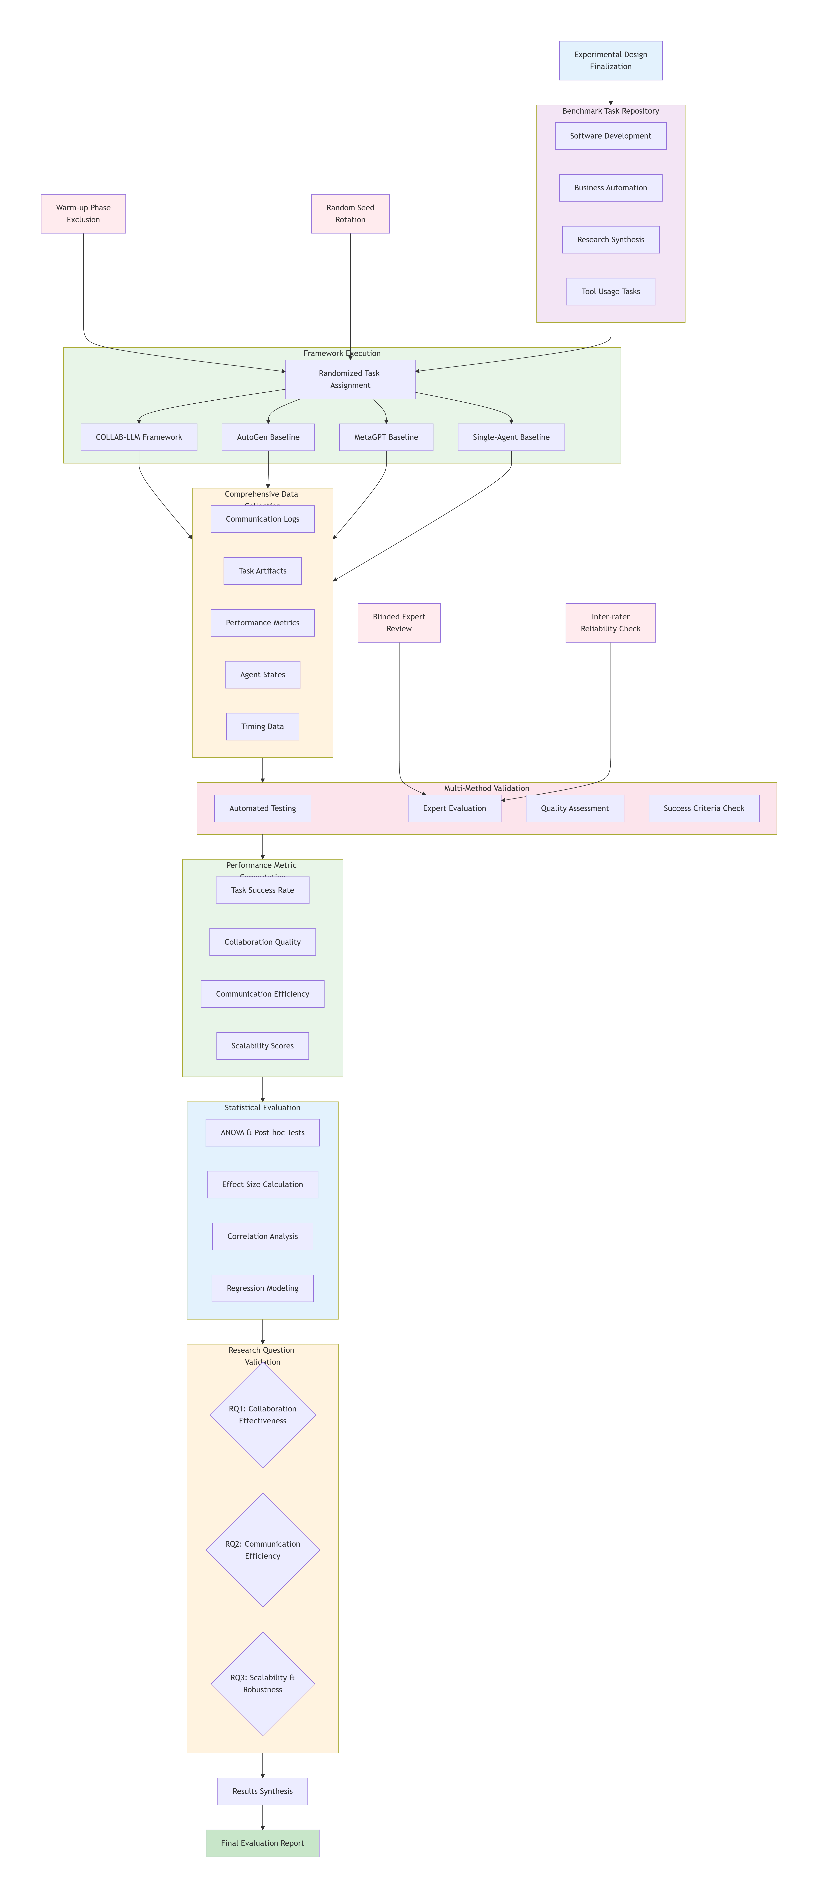 Experimental Design
Finalization
Benchmark Task Repository
Software Development
Business Automation
Research Synthesis
Tool Usage Tasks
Warm-up Phase
Exclusion
Random Seed
Rotation
Framework Execution
Randomized Task
Assignment
COLLAB-LLM Framework
AutoGen Baseline
MetaGPT Baseline
Single-Agent Baseline
Comprehensive Data
Communication Logs
Task Artifacts
Performance Metrics
Agent States
Timing Data
Blinded Expert
Review
Inter-rater
Reliability Check
Multi-Method Validation
Automated Testing
Expert Evaluation
Quality Assessment
Success Criteria Check
Performance Metric
Task Success Rate
Collaboration Quality
Communication Efficiency
Scalability Scores
Statistical Evaluation
ANOVA & Post-hoc Tests
Effect Size Calculation
Correlation Analysis
Regression Modeling
Research Question
Validation
RQ1: Collaboration
Effectiveness
RQ2: Communication
Efficiency
RQ3: Scalability &
Robustness
Results Synthesis
Final Evaluation Report